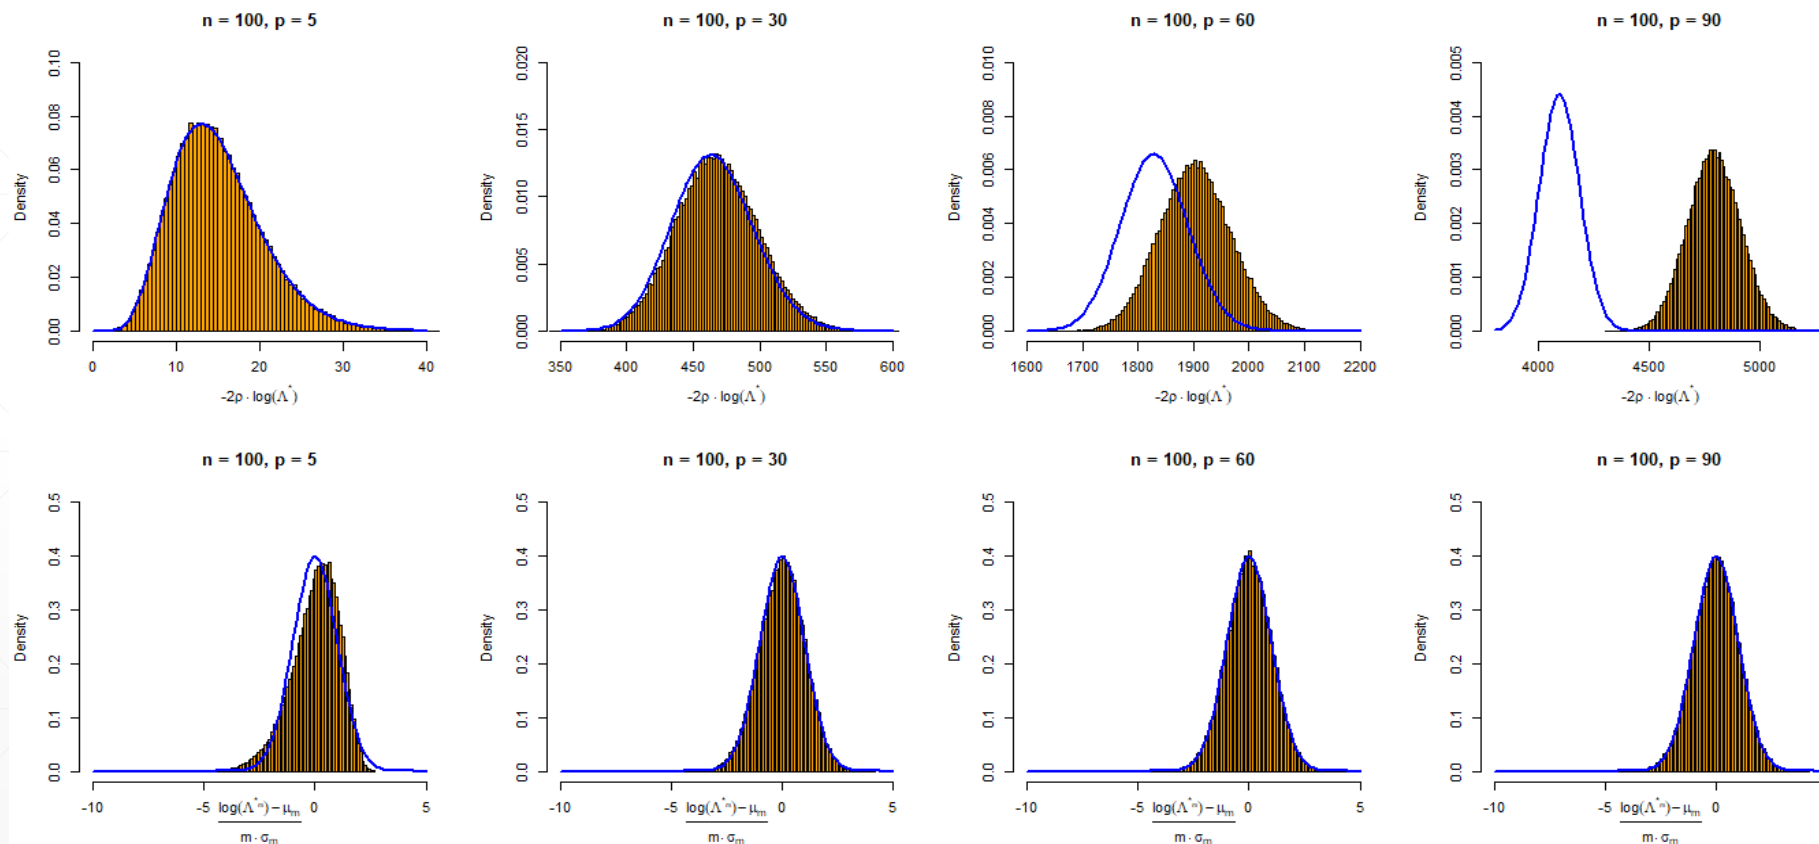 n = 100, p = 5
n = 100, p = 30
n = 100, p = 60
n = 100, p = 90
Density
0.00 0.02 0.04 0.06 0.08 0.10
0 10 20 30 40
-2ρ · log(Λ*)
Density
0.000 0.005 0.010 0.015 0.020
350 400 450 500 550 600
-2ρ · log(Λ*)
Density
0.000 0.002 0.004 0.006 0.008 0.010
1600 1700 1800 1900 2000 2100 2200
-2ρ · log(Λ*)
Density
0.000 0.001 0.002 0.003 0.004 0.005
4000 4500 5000
-2ρ · log(Λ*)
n = 100, p = 5
n = 100, p = 30
n = 100, p = 60
n = 100, p = 90
Density
0.0 0.1 0.2 0.3 0.4 0.5
-10 -5 0 5
log(Λ*ⁿ) − μm
m · σm
Density
0.0 0.1 0.2 0.3 0.4 0.5
-10 -5 0 5
log(Λ*ⁿ) − μm
m · σm
Density
0.0 0.1 0.2 0.3 0.4 0.5
-10 -5 0 5
log(Λ*ⁿ) − μm
m · σm
Density
0.0 0.1 0.2 0.3 0.4 0.5
-10 -5 0
log(Λ*ⁿ) − μm
m · σm